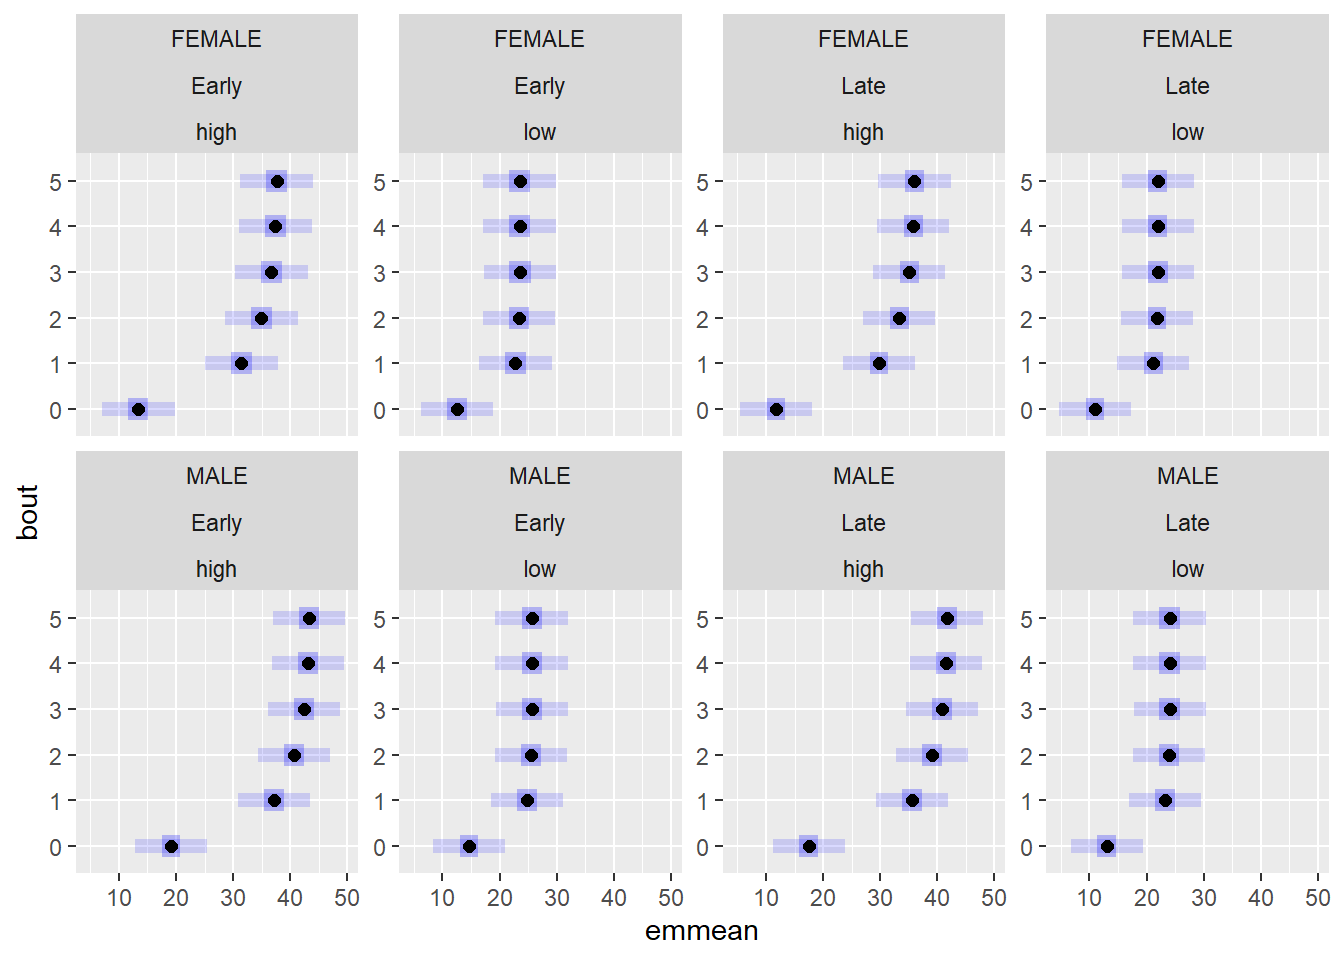 FEMALE FEMALE FEMALE FEMALE
Early Early Late Late
high low high low
5 5 5 5
4 4 4 4
3 3 3 3
2 2 2 2
1 1 1 1
0 0 0 0
MALE MALE MALE MALE
Early Early Late Late
high low high low
bout
5 5 5 5
4 4 4 4
3 3 3 3
2 2 2 2
1 1 1 1
0 0 0 0
10 20 30 40 50 10 20 30 40 50 10 20 30 40 50 10 20 30 40 50
emmean